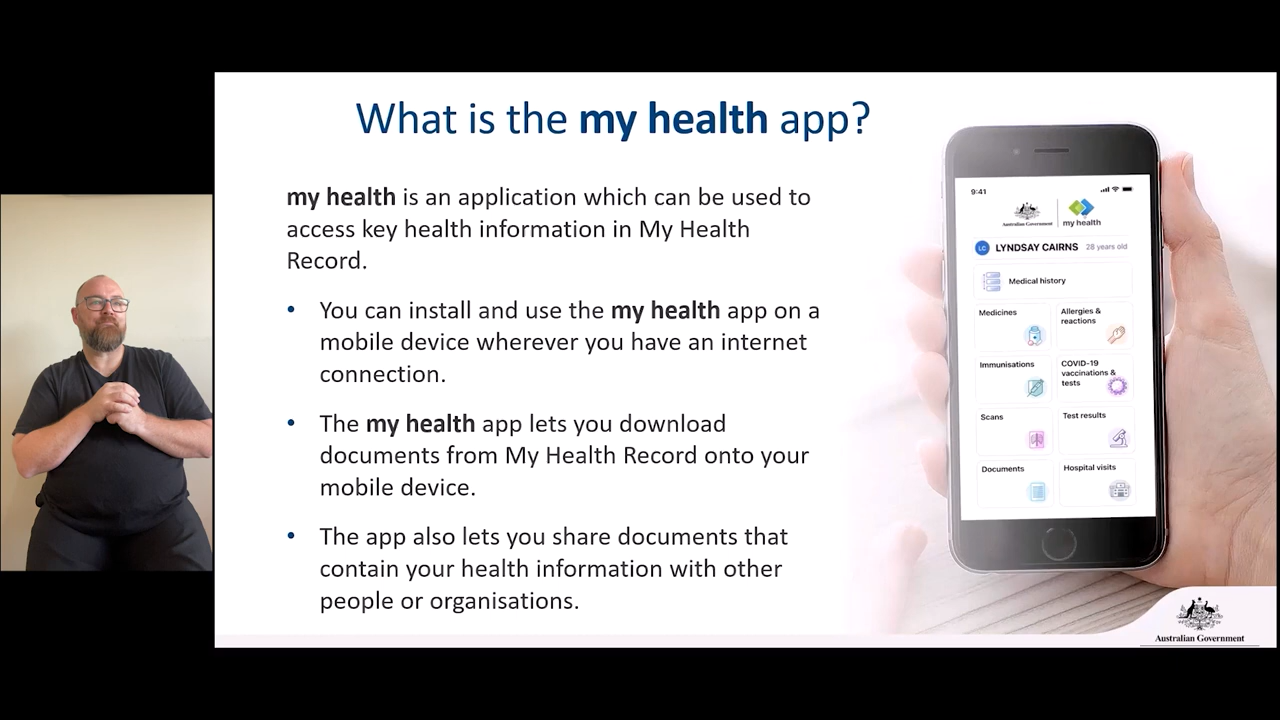 What is the my health app?
my health is an application which can be used to
access key health information in My Health
Record.
• You can install and use the my health app on a
mobile device wherever you have an internet
connection.
• The my health app lets you download
documents from My Health Record onto your
mobile device.
• The app also lets you share documents that
contain your health information with other
people or organisations.
9:41
Australian Government
my health
LC LYNDSAY CAIRNS 28 years old
Medical history
Medicines
Allergies &
reactions
Immunisations
COVID-19
vaccinations &
tests
Scans
Test results
Documents
Hospital visits
Australian Government